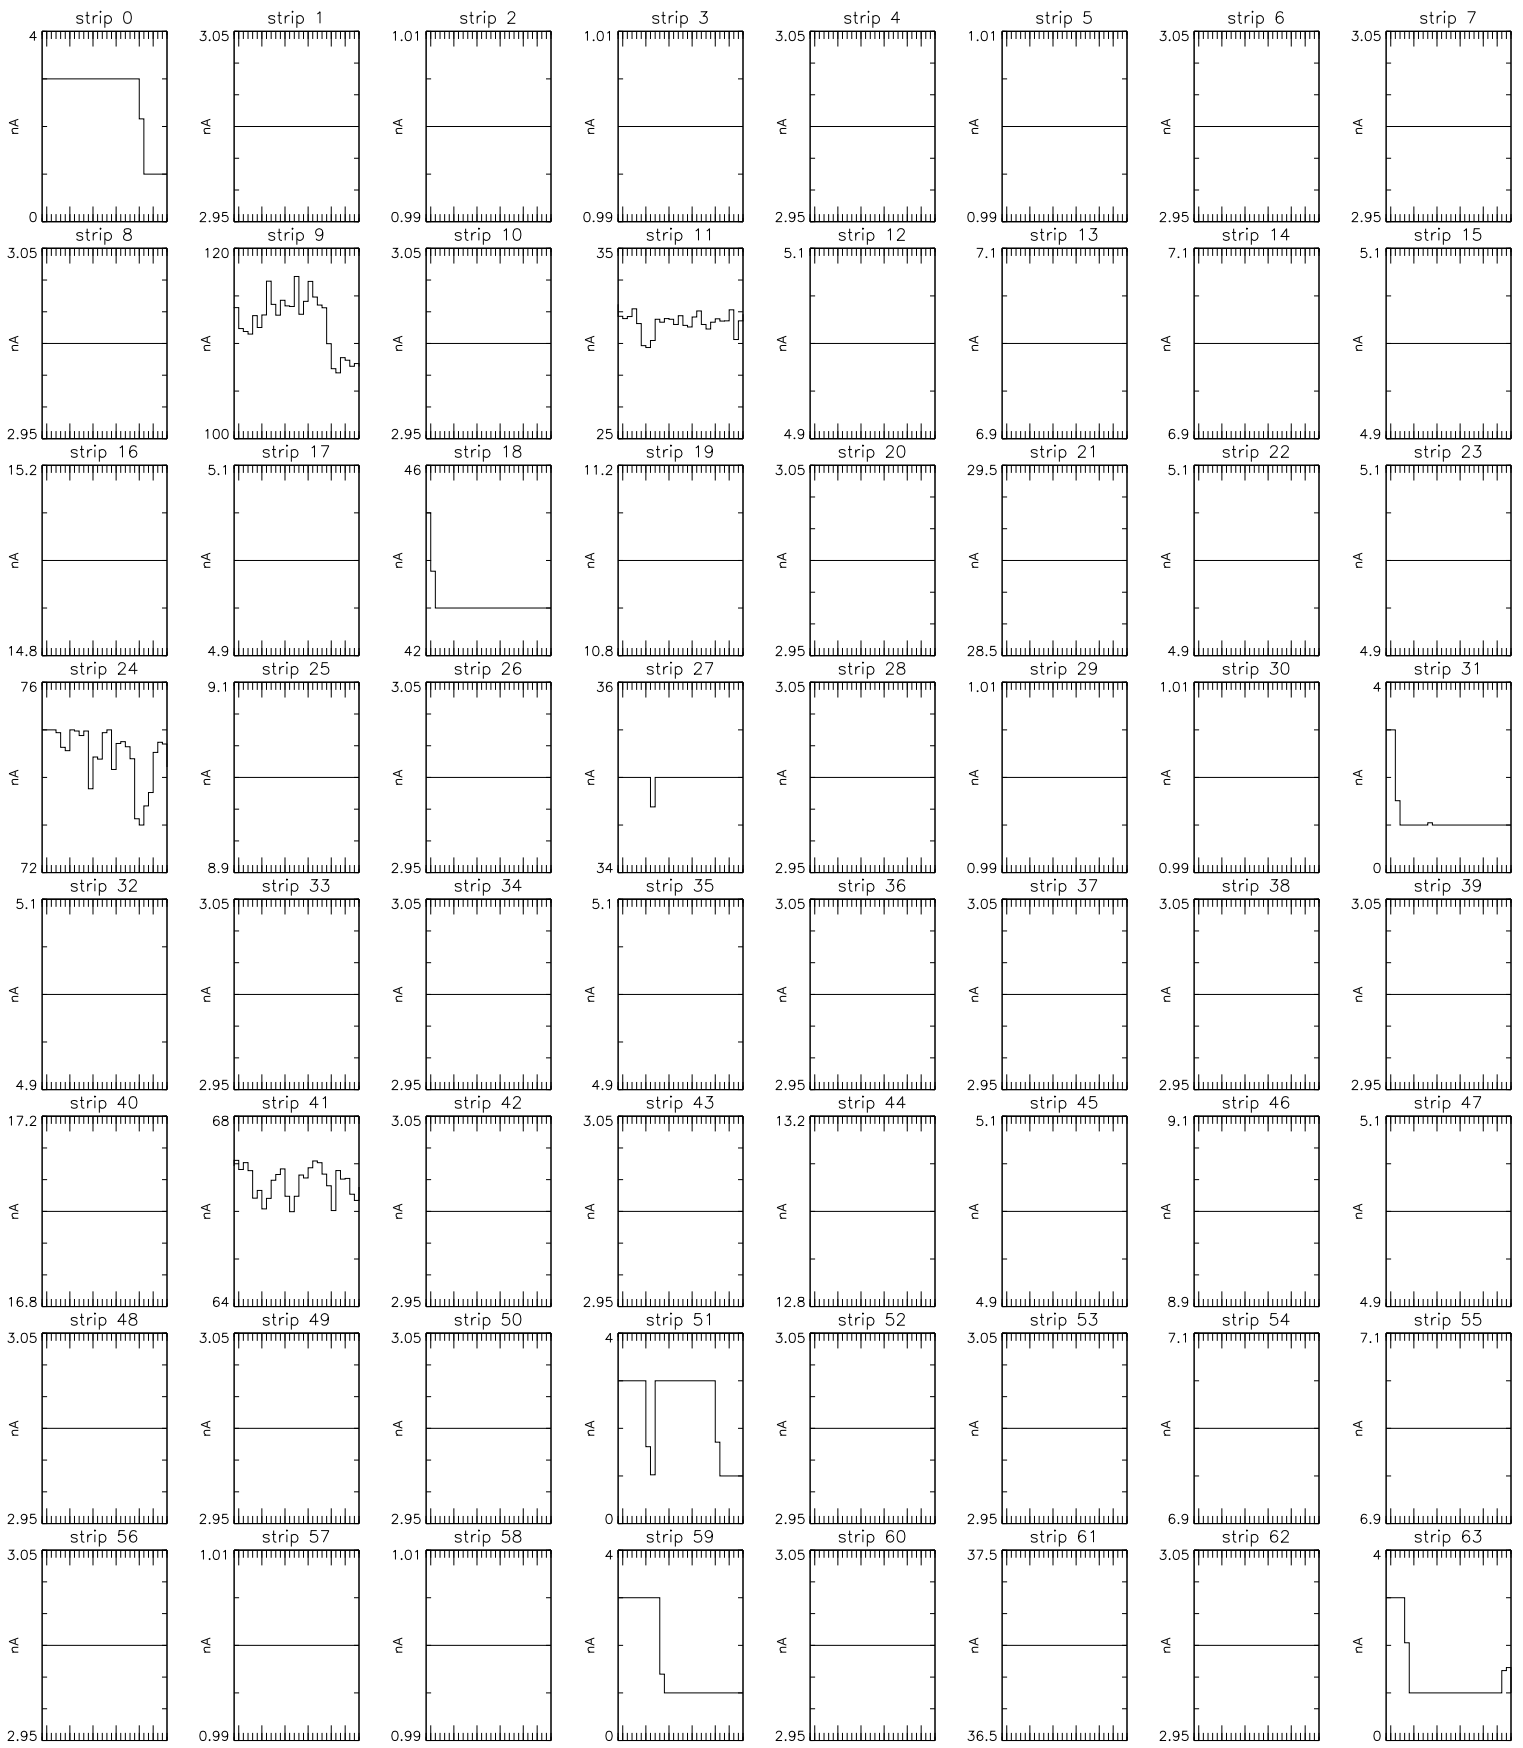 strip 0 strip 1 strip 2 strip 3 strip 4 strip 5 strip 6 strip 7
4 3.05 1.01 1.01 3.05 1.01 3.05 3.05
nA nA nA nA nA nA nA nA
0 2.95 0.99 0.99 2.95 0.99 2.95 2.95
strip 8 strip 9 strip 10 strip 11 strip 12 strip 13 strip 14 strip 15
3.05 120 3.05 35 5.1 7.1 7.1 5.1
nA nA nA nA nA nA nA nA
2.95 100 2.95 25 4.9 6.9 6.9 4.9
strip 16 strip 17 strip 18 strip 19 strip 20 strip 21 strip 22 strip 23
15.2 5.1 46 11.2 3.05 29.5 5.1 5.1
nA nA nA nA nA nA nA nA
14.8 4.9 42 10.8 2.95 28.5 4.9 4.9
strip 24 strip 25 strip 26 strip 27 strip 28 strip 29 strip 30 strip 31
76 9.1 3.05 36 3.05 1.01 1.01 4
nA nA nA nA nA nA nA nA
72 8.9 2.95 34 2.95 0.99 0.99 0
strip 32 strip 33 strip 34 strip 35 strip 36 strip 37 strip 38 strip 39
5.1 3.05 3.05 5.1 3.05 3.05 3.05 3.05
nA nA nA nA nA nA nA nA
4.9 2.95 2.95 4.9 2.95 2.95 2.95 2.95
strip 40 strip 41 strip 42 strip 43 strip 44 strip 45 strip 46 strip 47
17.2 68 3.05 3.05 13.2 5.1 9.1 5.1
nA nA nA nA nA nA nA nA
16.8 64 2.95 2.95 12.8 4.9 8.9 4.9
strip 48 strip 49 strip 50 strip 51 strip 52 strip 53 strip 54 strip 55
3.05 3.05 3.05 4 3.05 3.05 7.1 7.1
nA nA nA nA nA nA nA nA
2.95 2.95 2.95 0 2.95 2.95 6.9 6.9
strip 56 strip 57 strip 58 strip 59 strip 60 strip 61 strip 62 strip 63
3.05 1.01 1.01 4 3.05 37.5 3.05 4
nA nA nA nA nA nA nA nA
2.95 0.99 0.99 0 2.95 36.5 2.95 0